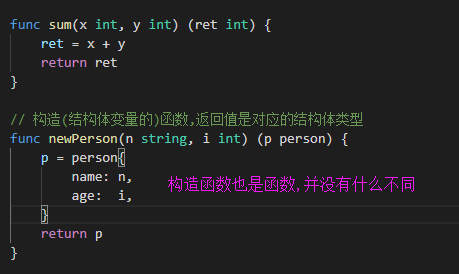 func sum(x int, y int) (ret int) {
    ret = x + y
    return ret
}
// 构造(结构体变量的)函数,返回值是对应的结构体类型
func newPerson(n string, i int) (p person) {
    p = person{
        name: n,
        age:  i,
构造函数也是函数,并没有什么不同
    }
    return p
}